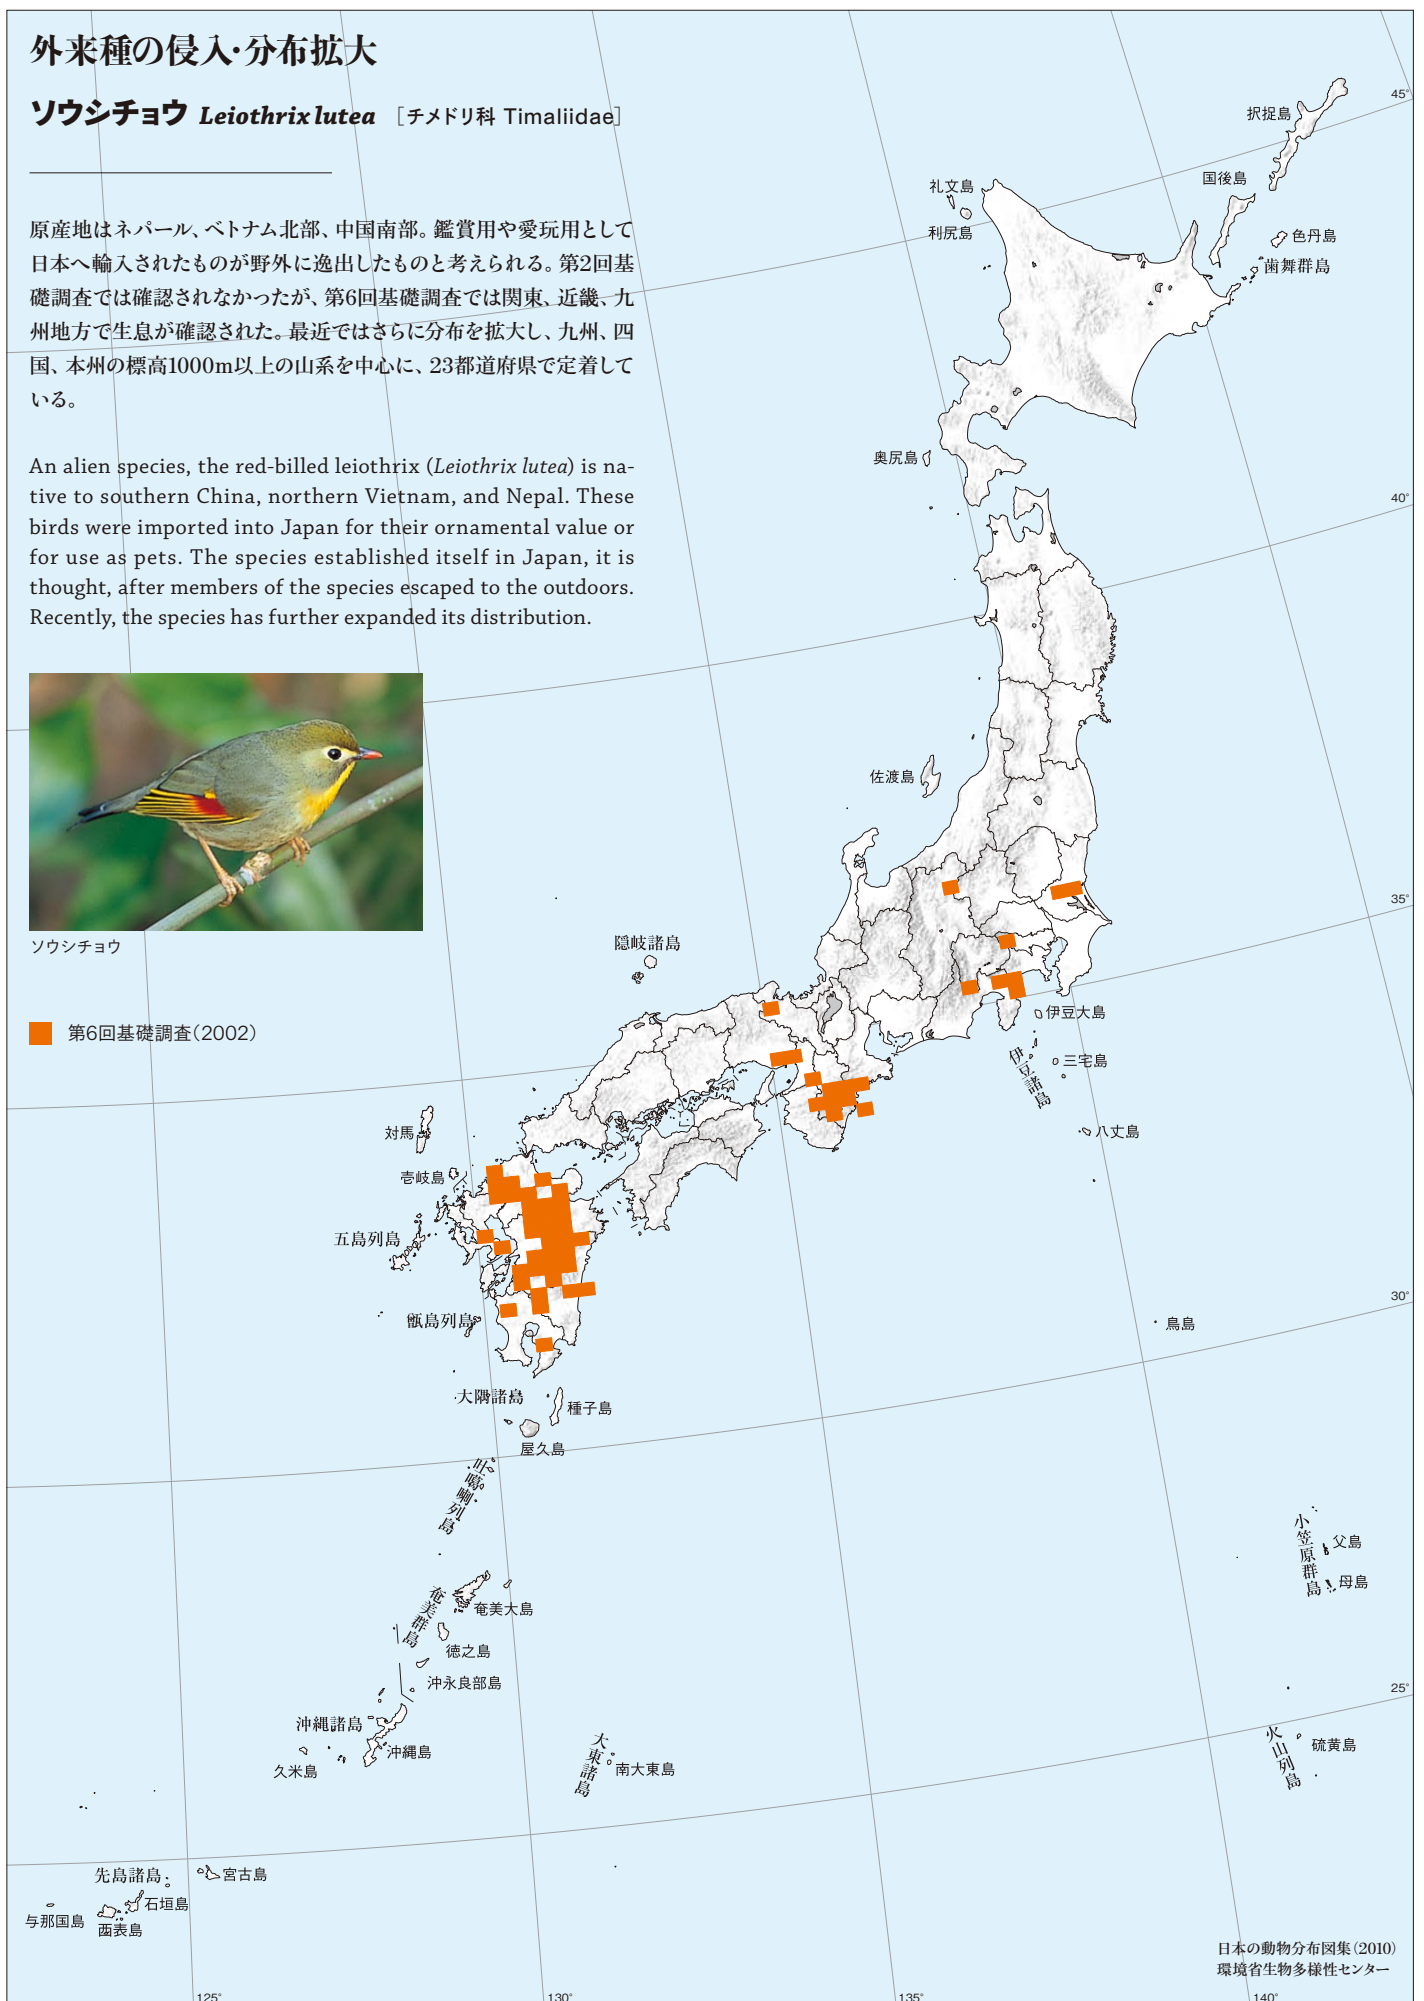 外来種の侵入・分布拡大
ソウシチョウ Leiothrix lutea ［チメドリ科 Timaliidae］
原産地はネパール、ベトナム北部、中国南部。鑑賞用や愛玩用として
日本へ輸入されたものが野外に逸出したものと考えられる。第2回基
礎調査では確認されなかったが、第6回基礎調査では関東、近畿、九
州地方で生息が確認された。最近ではさらに分布を拡大し、九州、四
国、本州の標高1000m以上の山系を中心に、23都道府県で定着して
いる。
An alien species, the red-billed leiothrix (Leiothrix lutea) is na-
tive to southern China, northern Vietnam, and Nepal. These
birds were imported into Japan for their ornamental value or
for use as pets. The species established itself in Japan, it is
thought, after members of the species escaped to the outdoors.
Recently, the species has further expanded its distribution.
ソウシチョウ
第6回基礎調査（2002）
45°
択捉島
国後島
礼文島
利尻島
色丹島
歯舞群島
奥尻島
40°
佐渡島
35°
隠岐諸島
伊豆大島
伊豆諸島
三宅島
八丈島
対馬
壱岐島
五島列島
甑島列島
30°
鳥島
大隅諸島
種子島
屋久島
吐噶喇列島
小笠原群島
父島
母島
奄美群島
奄美大島
徳之島
沖永良部島
25°
沖縄諸島
沖縄島
久米島
大東諸島
南大東島
火山列島
硫黄島
先島諸島
宮古島
石垣島
与那国島
西表島
日本の動物分布図集（2010）
環境省生物多様性センター
125°
130°
135°
140°